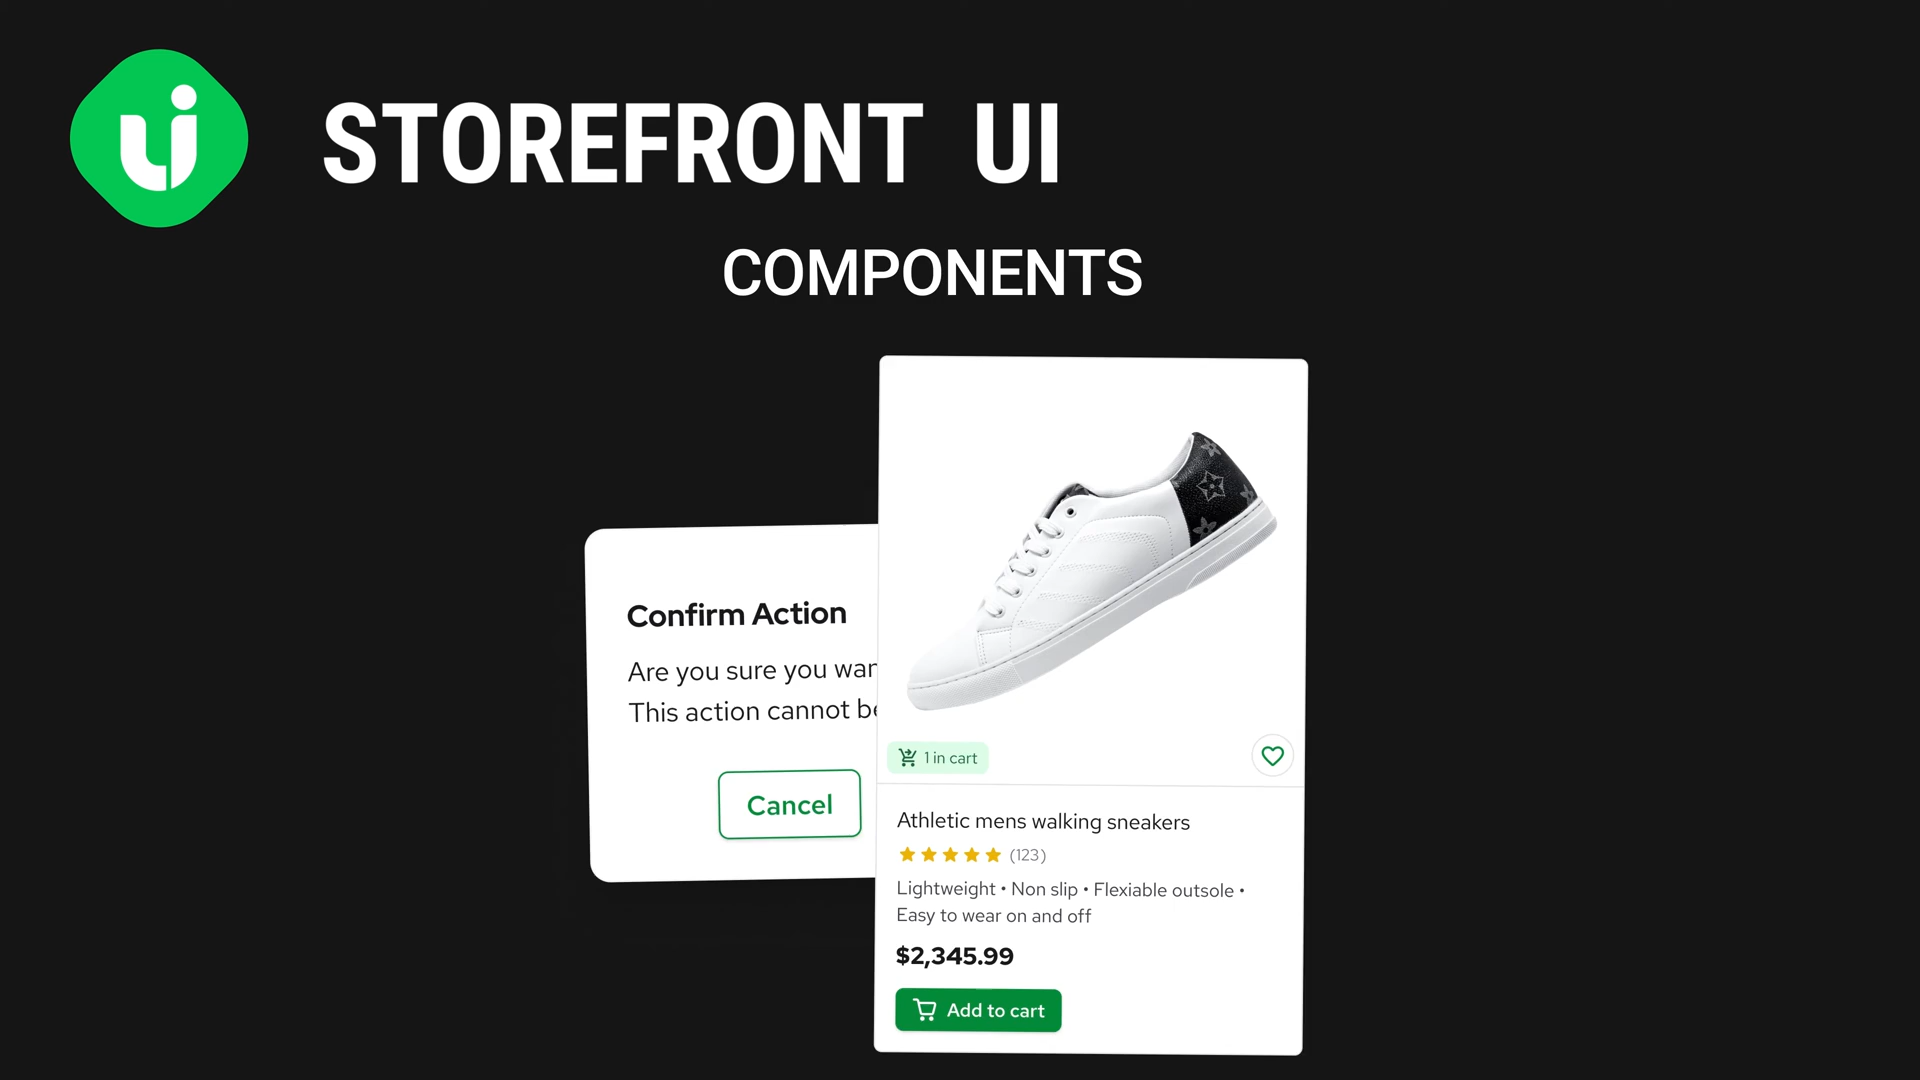 STOREFRONT UI
COMPONENTS
Confirm Action
Are you sure you
This action cannot
Cancel
1 in cart
Athletic mens walking sneakers
(123)
Lightweight • Non slip • Flexiable outsole •
Easy to wear on and off
$2,345.99
Add to cart